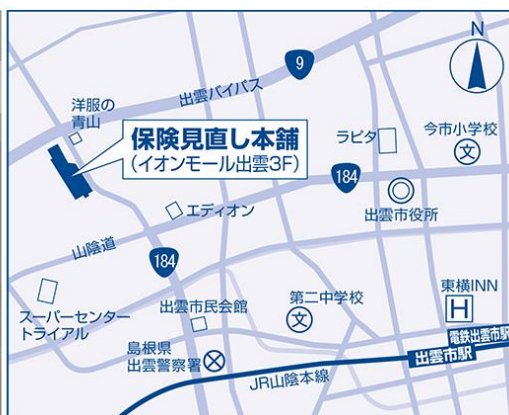 N
9
出雲バイパス
洋服の
青山
保険見直し本舗
(イオンモール出雲3F)
ラピタ
今市小学校
文
184
エディオン
出雲市役所
山陰道
184
スーパーセンター
トライアル
出雲市民会館
第二中学校
文
東横INN
H
電鉄出雲市駅
出雲市駅
島根県
出雲警察署
JR山陰本線